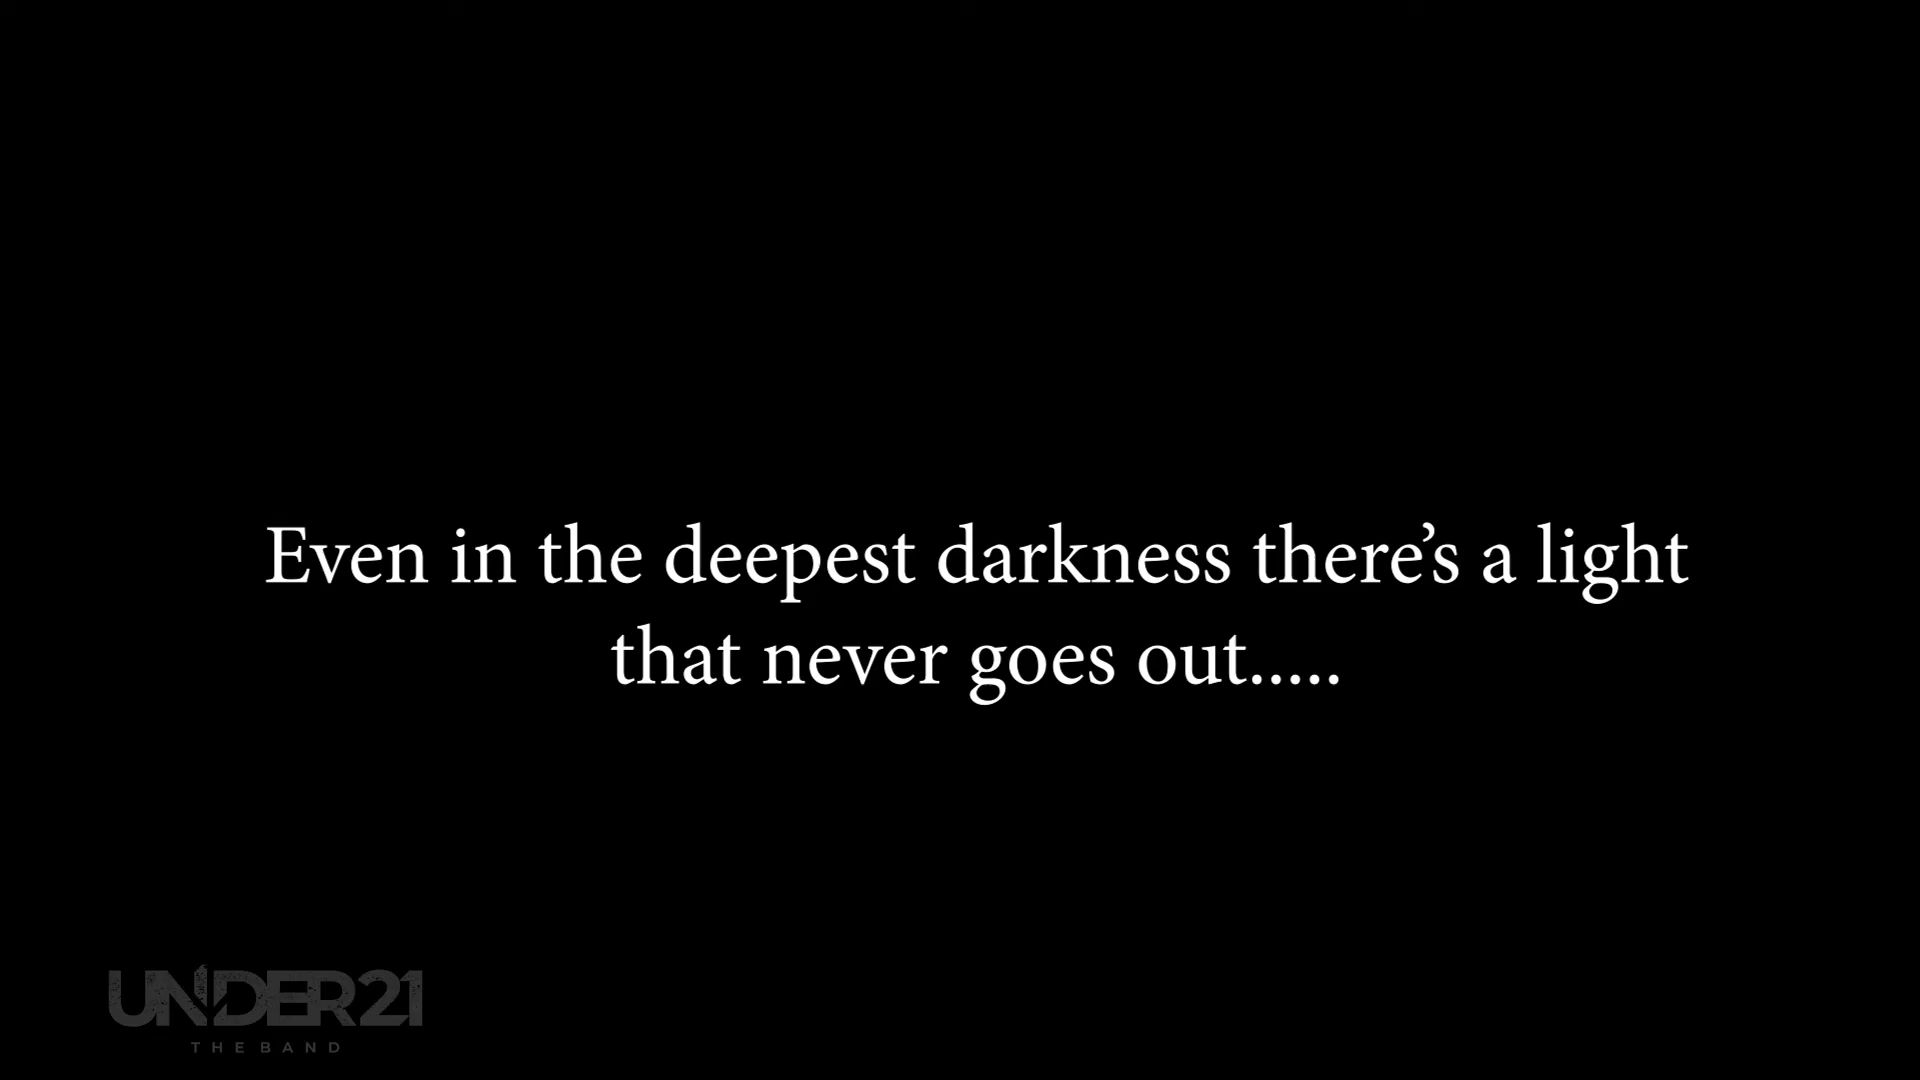 Even in the deepest darkness there’s a light
that never goes out.....
UNDER21
THE BAND